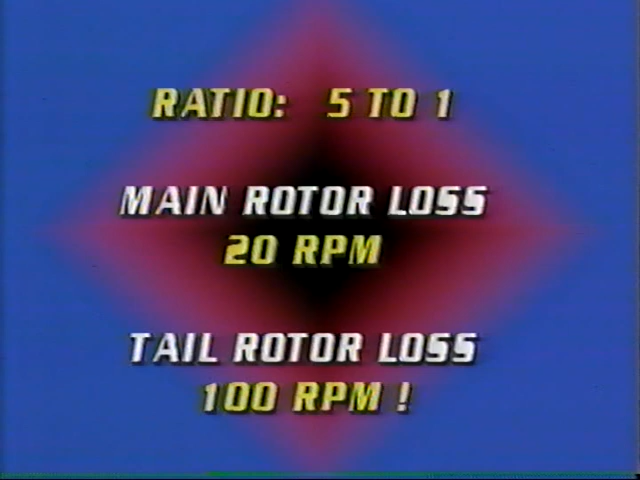 RATIO: 5 TO 1
MAIN ROTOR LOSS
20 RPM
TAIL ROTOR LOSS
100 RPM !